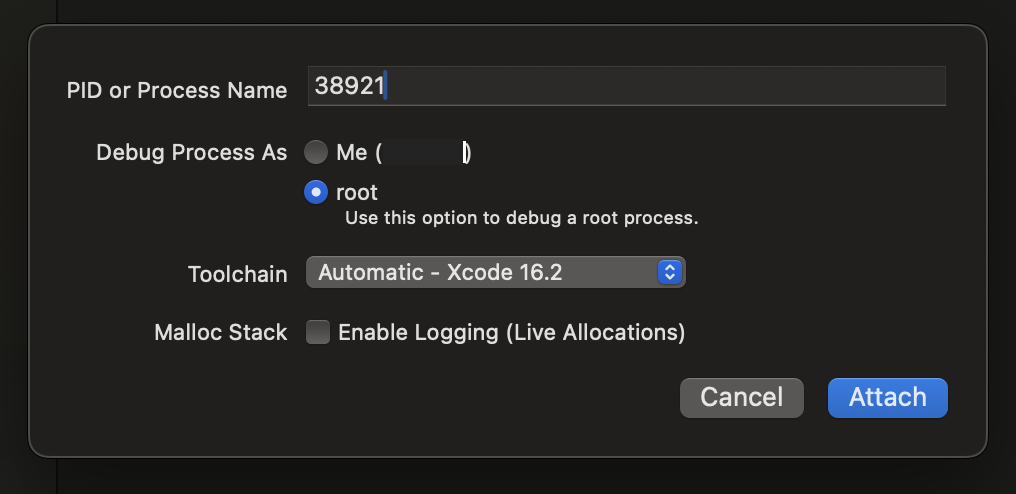 PID or Process Name 38921
Debug Process As Me ( )
root
Use this option to debug a root process.
Toolchain Automatic - Xcode 16.2
Malloc Stack Enable Logging (Live Allocations)
Cancel Attach